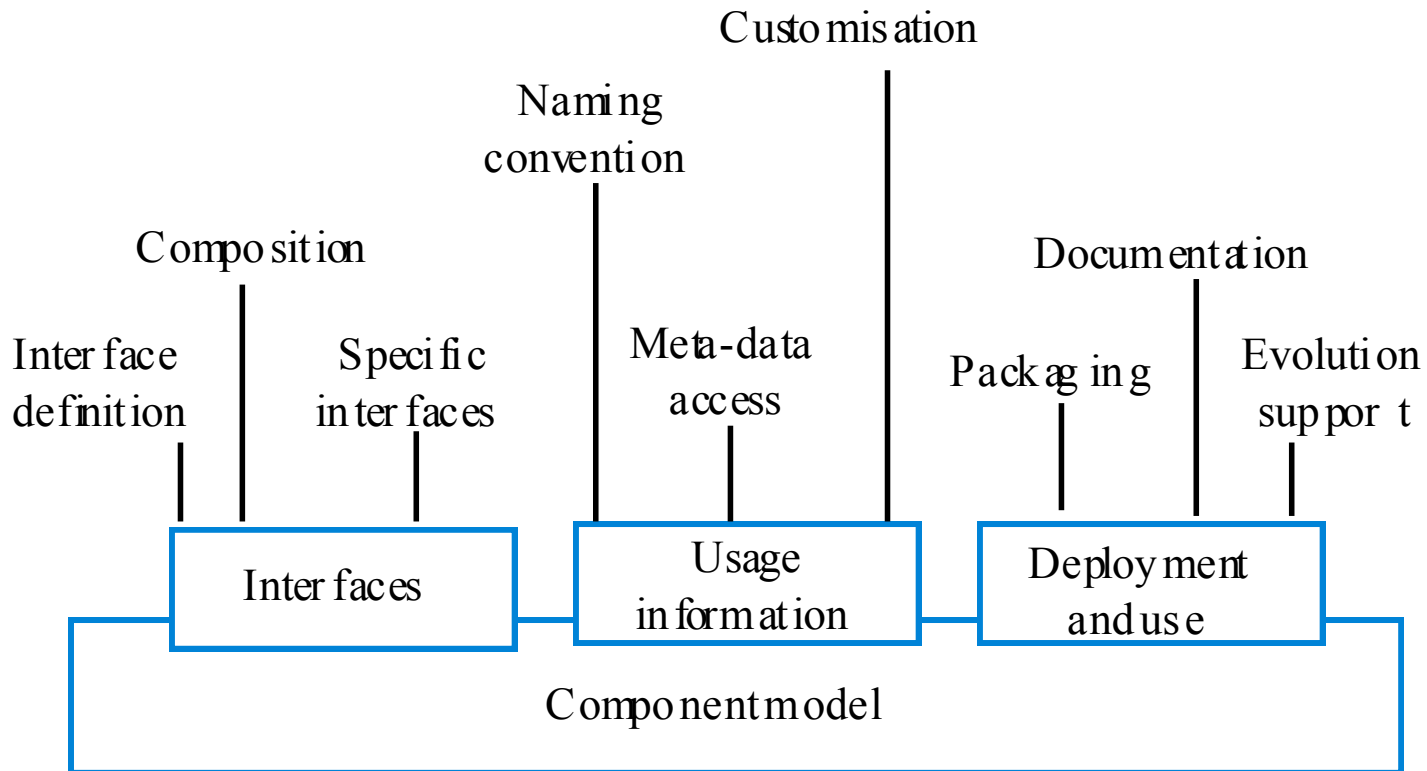 Customisation
Naming
convention
Composition
Documentation
Interface
definition
Specific
interfaces
Meta-data
access
Packaging
Evolution
support
Interfaces
Usage
information
Deployment
and use
Component model